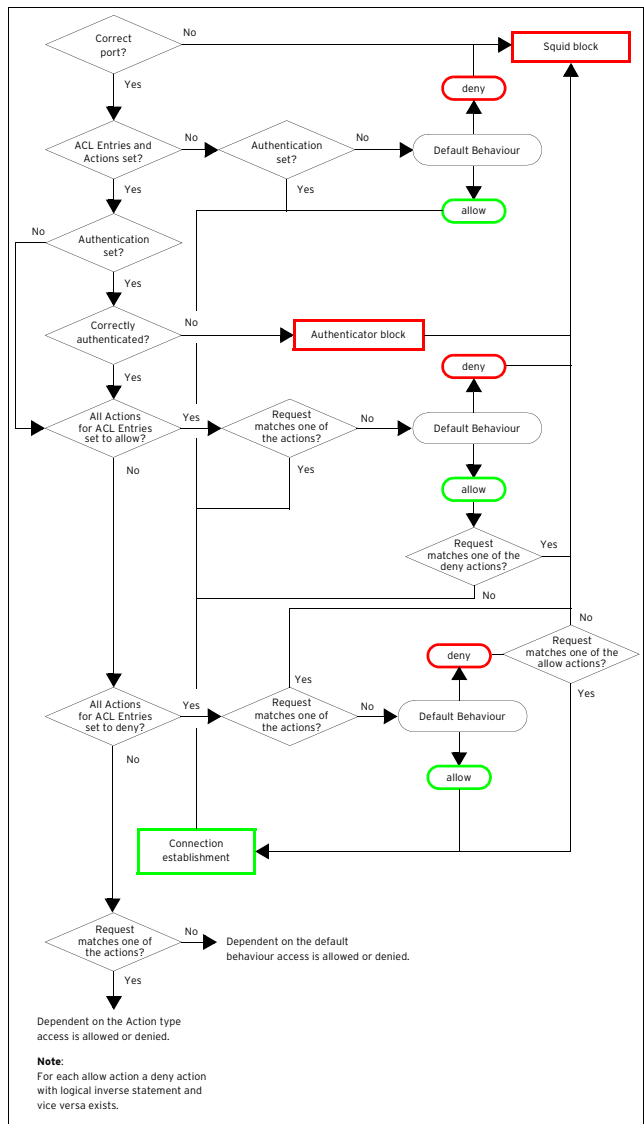 Correct
port?
No
Squid block
Yes
deny
ACL Entries and
Actions set?
No
Authentication
set?
No
Default Behaviour
Yes
Yes
allow
No
Authentication
set?
Yes
Correctly
authenticated?
No
Authenticator block
Yes
deny
All Actions
for ACL Entries
set to allow?
Yes
Request
matches one of
the actions?
No
Default Behaviour
No
Yes
allow
Request
matches one of the
deny actions?
Yes
No
No
Request
matches one of the
allow actions?
deny
Yes
Yes
All Actions
for ACL Entries
set to deny?
Yes
Request
matches one of
the actions?
No
Default Behaviour
No
allow
Connection
establishment
Request
matches one of
the actions?
No
Dependent on the default
behaviour access is allowed or denied.
Yes
Dependent on the Action type
access is allowed or denied.
Note:
For each allow action a deny action
with logical inverse statement and
vice versa exists.